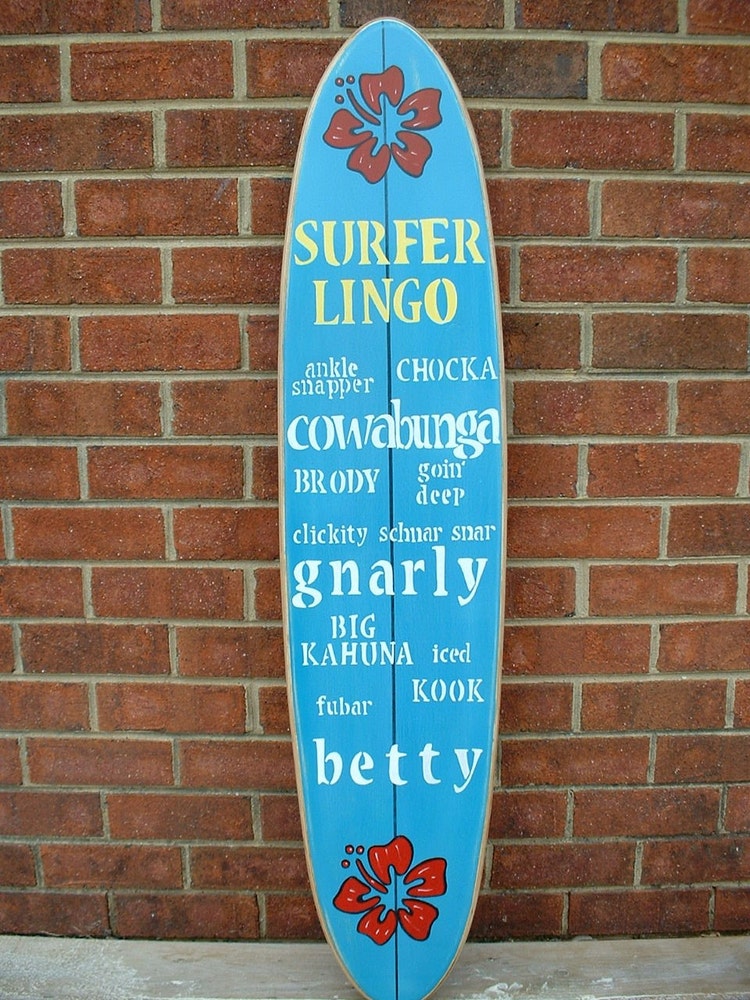 SURFER
LINGO
ankle
snapper
CHOCKA
cowabunga
BRODY
goin'
deep
clickity schnar snar
gnarly
BIG
KAHUNA
iced
KOOK
fubar
betty